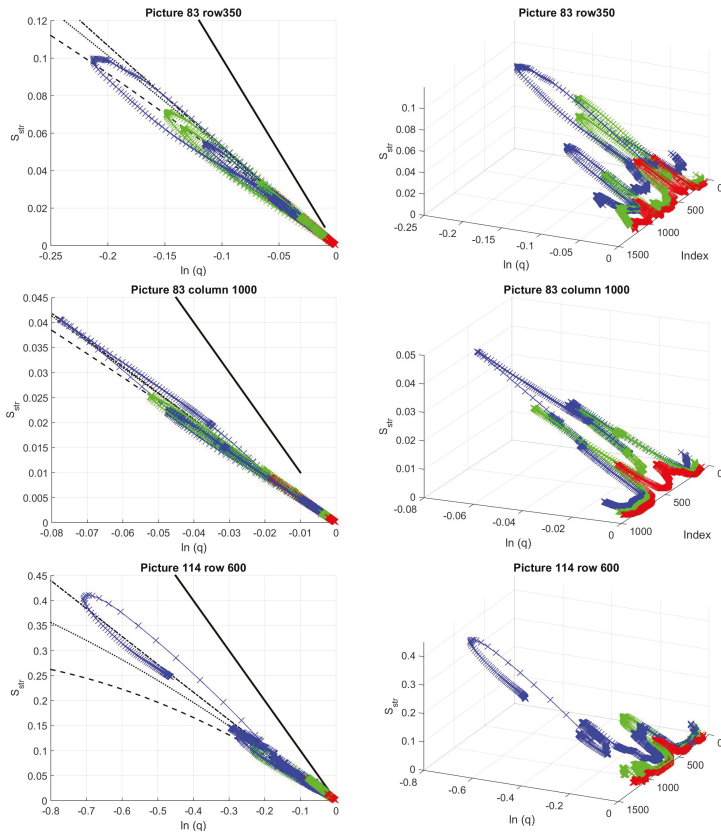 Picture 83 row350
0.12
0.1
0.08
0.06
0.04
0.02
0
S_str
-0.25 -0.2 -0.15 -0.1 -0.05 0
ln (q)
Picture 83 row350
0.1
0.08
0.06
0.04
0.02
0
S_str
-0.25 -0.2 -0.15 -0.1 -0.05 0
ln (q)
1500 1000 500 0
Index
Picture 83 column 1000
0.045
0.04
0.035
0.03
0.025
0.02
0.015
0.01
0.005
0
S_str
-0.08 -0.07 -0.06 -0.05 -0.04 -0.03 -0.02 -0.01 0
ln (q)
Picture 83 column 1000
0.05
0.04
0.03
0.02
0.01
0
S_str
-0.08 -0.06 -0.04 -0.02 0
ln (q)
1000 500 0
Index
Picture 114 row 600
0.45
0.4
0.35
0.3
0.25
0.2
0.15
0.1
0.05
0
S_str
-0.8 -0.7 -0.6 -0.5 -0.4 -0.3 -0.2 -0.1 0
ln (q)
Picture 114 row 600
0.4
0.3
0.2
0.1
0
S_str
-0.8 -0.6 -0.4 -0.2 0
ln (q)
1500 1000 500 0
Index